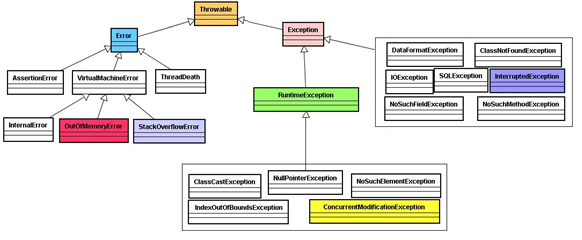 Throwable
Error
Exception
AssertionError
VirtualMachineError
ThreadDeath
DataFormatException
ClassNotFoundException
IOException
SQLException
InterruptedException
NoSuchFieldException
NoSuchMethodException
RuntimeException
InternalError
OutOfMemoryError
StackOverflowError
ClassCastException
NullPointerException
NoSuchElementException
IndexOutOfBoundsException
ConcurrentModificationException